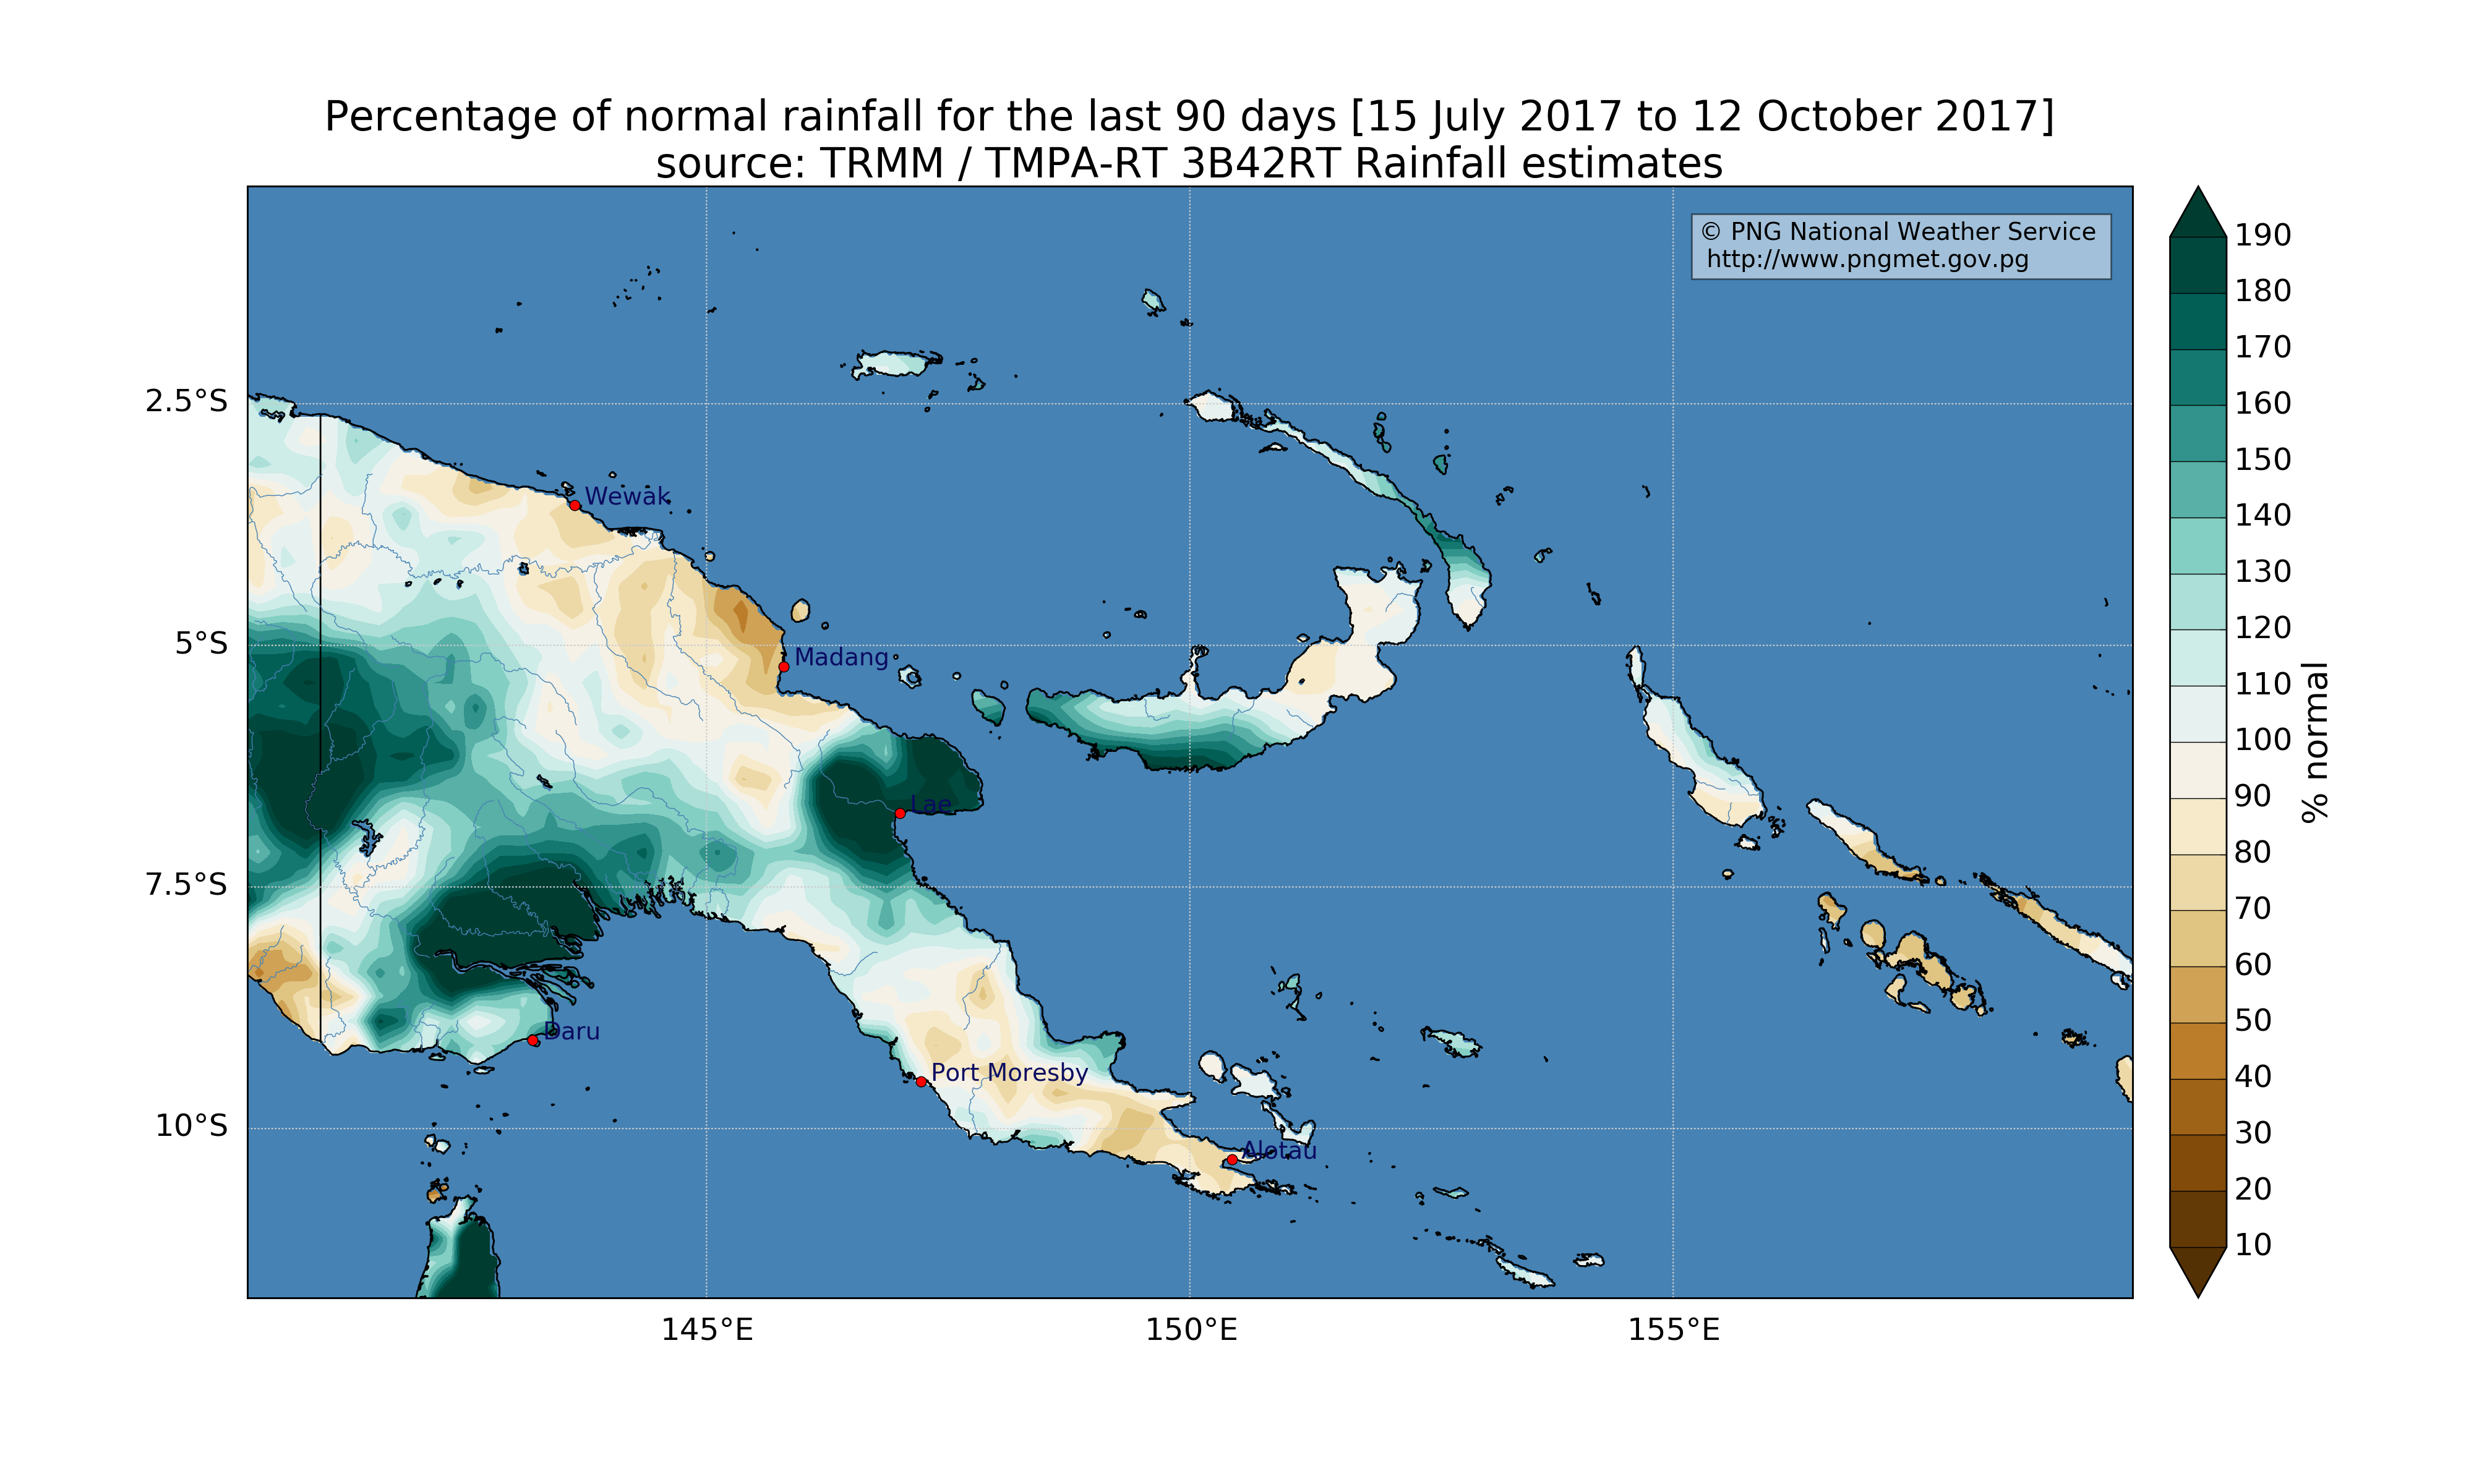 Percentage of normal rainfall for the last 90 days [15 July 2017 to 12 October 2017]
source: TRMM / TMPA-RT 3B42RT Rainfall estimates
© PNG National Weather Service
http://www.pngmet.gov.pg
2.5°S
5°S
7.5°S
10°S
Wewak
Madang
Lae
Daru
Port Moresby
Alotau
145°E
150°E
155°E
190
180
170
160
150
140
130
120
110
100
90
80
70
60
50
40
30
20
10
% normal